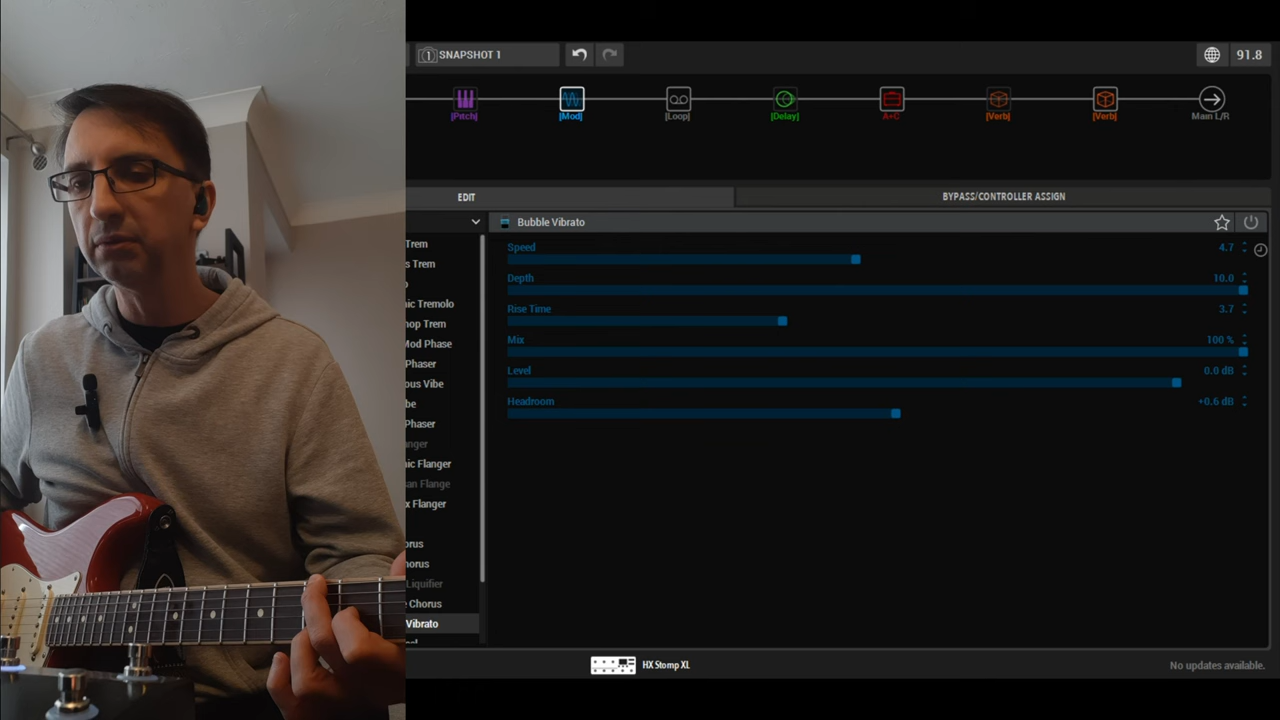 1 SNAPSHOT 1
91.8
|Pitch|
|Mod|
|Loop|
|Delay|
A+C
|Verb|
|Verb|
Main L/R
EDIT
BYPASS/CONTROLLER ASSIGN
Bubble Vibrato
Trem
s Trem
o
ic Tremolo
hop Trem
Mod Phase
Phaser
ous Vibe
be
Phaser
anger
ic Flanger
an Flange
x Flanger
orus
horus
Liquifier
e Chorus
Vibrato
Speed 4.7
Depth 10.0
Rise Time 3.7
Mix 100 %
Level 0.0 dB
Headroom +0.6 dB
HX Stomp XL
No updates available.